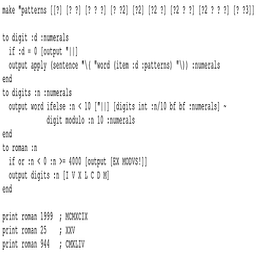 make "patterns [[?] [? ?] [? ? ?] [? ?2] [?2] [?2 ?] [?2 ? ?] [?2 ? ? ?] [? ?3]]
to digit :d :numerals
if :d = 0 [output "||]
output apply (sentence "\( "word (item :d :patterns) "\)) :numerals
end
to digits :n :numerals
output word ifelse :n < 10 ["||] [digits int :n/10 bf bf :numerals] ~
digit modulo :n 10 :numerals
end
to roman :n
if or :n < 0 :n >= 4000 [output [EX MODVS!]]
output digits :n [I V X L C D M]
end
print roman 1999 ; MCMXCIX
print roman 25 ; XXV
print roman 944 ; CMXLIV